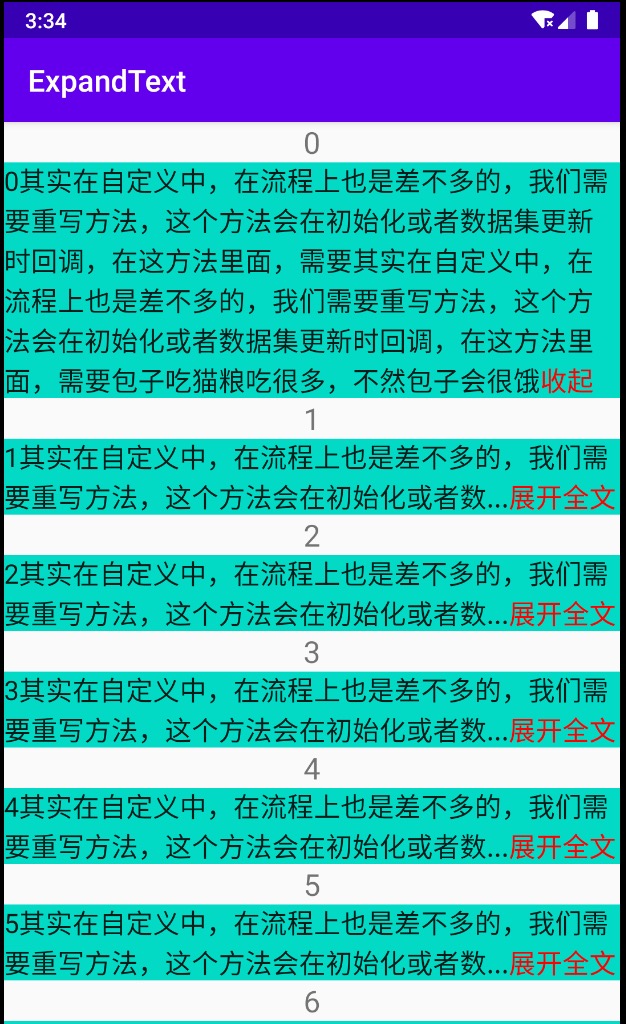 3:34
ExpandText
0
0其实在自定义中，在流程上也是差不多的，我们需
要重写方法，这个方法会在初始化或者数据集更新
时回调，在这方法里面，需要其实在自定义中，在
流程上也是差不多的，我们需要重写方法，这个方
法会在初始化或者数据集更新时回调，在这方法里
面，需要包子吃猫粮吃很多，不然包子会很饿收起
1
1其实在自定义中，在流程上也是差不多的，我们需
要重写方法，这个方法会在初始化或者数...展开全文
2
2其实在自定义中，在流程上也是差不多的，我们需
要重写方法，这个方法会在初始化或者数...展开全文
3
3其实在自定义中，在流程上也是差不多的，我们需
要重写方法，这个方法会在初始化或者数...展开全文
4
4其实在自定义中，在流程上也是差不多的，我们需
要重写方法，这个方法会在初始化或者数...展开全文
5
5其实在自定义中，在流程上也是差不多的，我们需
要重写方法，这个方法会在初始化或者数...展开全文
6